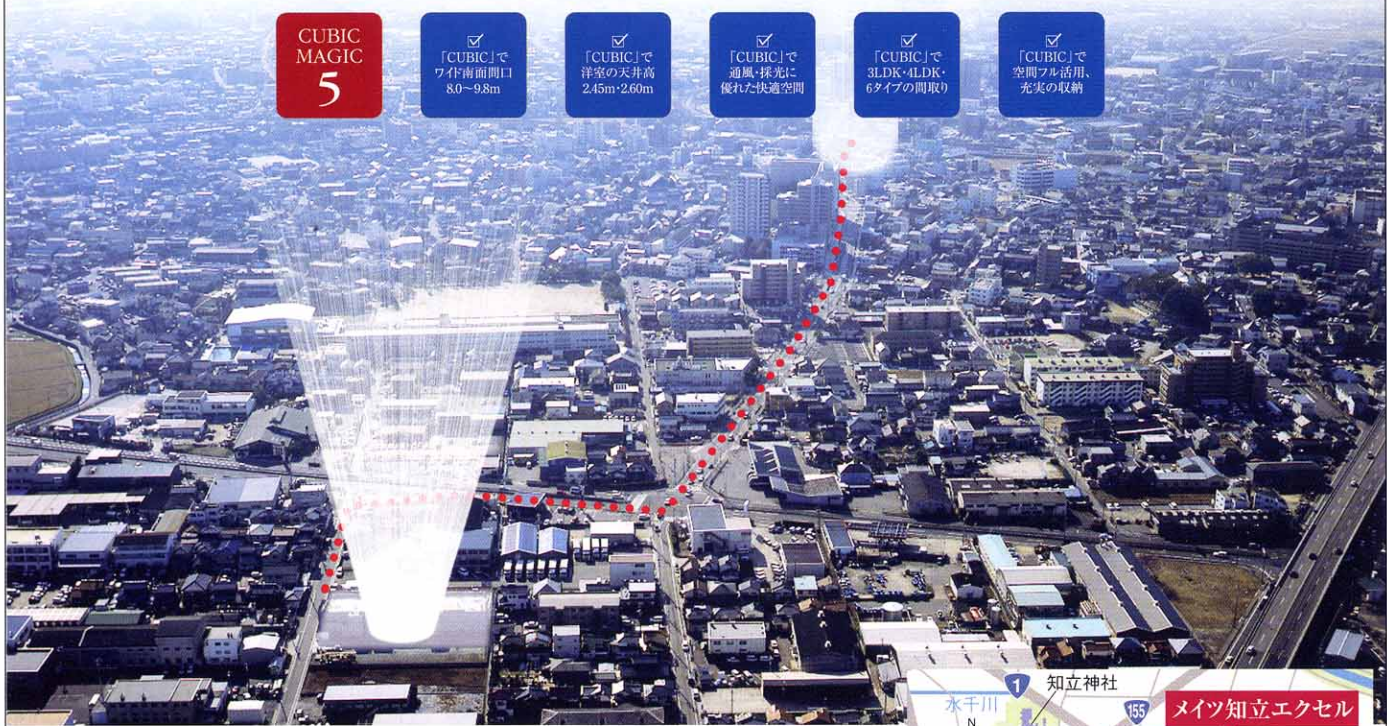 CUBIC
MAGIC
5
「CUBIC」で
ワイド南面間口
8.0〜9.8m
「CUBIC」で
洋室の天井高
2.45m・2.60m
「CUBIC」で
通風・採光に
優れた快適空間
「CUBIC」で
3LDK・4LDK・
6タイプの間取り
「CUBIC」で
空間フル活用、
充実の収納
1
知立神社
水干川
N
155
メイツ知立エクセル